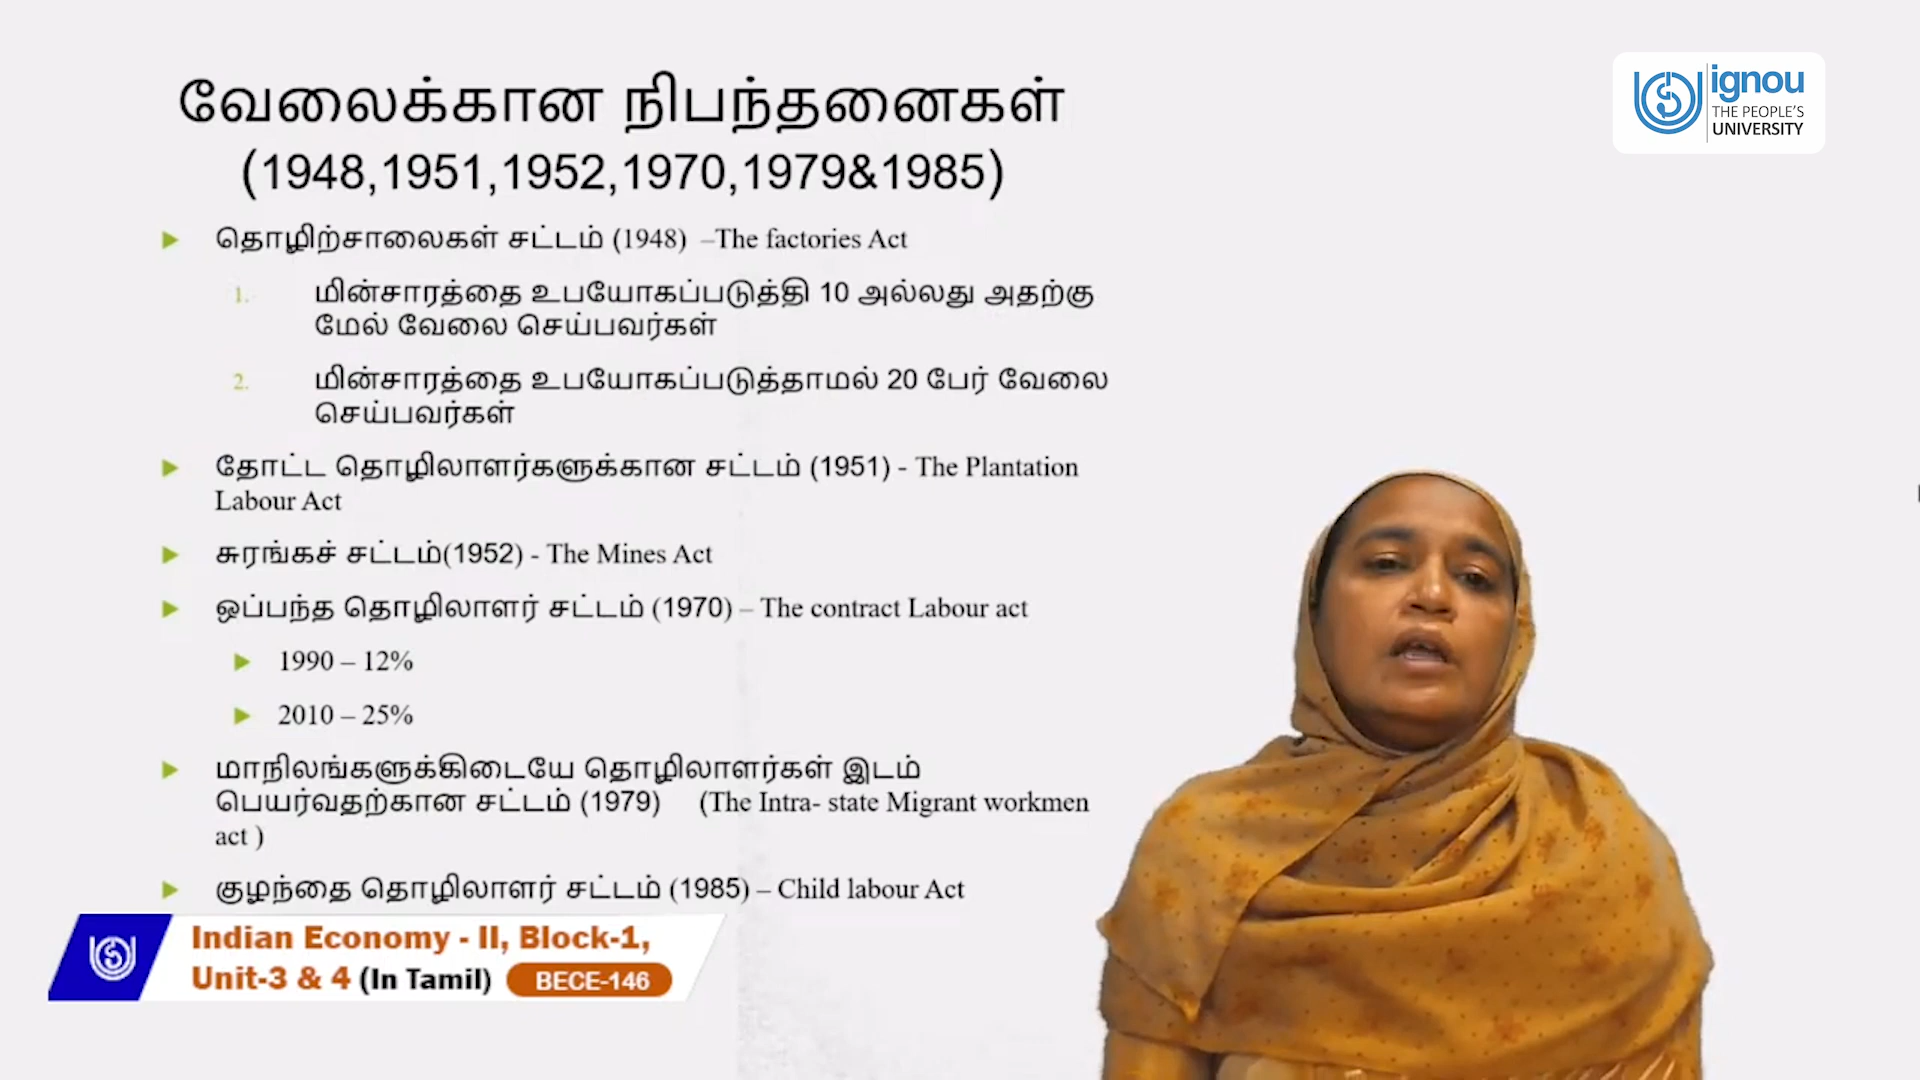 வேலைக்கான நிபந்தனைகள்
(1948,1951,1952,1970,1979&1985)
ignou
THE PEOPLE'S
UNIVERSITY
தொழிற்சாலைகள் சட்டம் (1948) –The factories Act
1. மின்சாரத்தை உபயோகப்படுத்தி 10 அல்லது அதற்கு
மேல் வேலை செய்பவர்கள்
2. மின்சாரத்தை உபயோகப்படுத்தாமல் 20 பேர் வேலை
செய்பவர்கள்
தோட்ட தொழிலாளர்களுக்கான சட்டம் (1951) - The Plantation
Labour Act
சுரங்கச் சட்டம்(1952) - The Mines Act
ஒப்பந்த தொழிலாளர் சட்டம் (1970) – The contract Labour act
1990 – 12%
2010 – 25%
மாநிலங்களுக்கிடையே தொழிலாளர்கள் இடம்
பெயர்வதற்கான சட்டம் (1979) (The Intra- state Migrant workmen
act )
குழந்தை தொழிலாளர் சட்டம் (1985) – Child labour Act
Indian Economy - II, Block-1,
Unit-3 & 4 (In Tamil) BECE-146